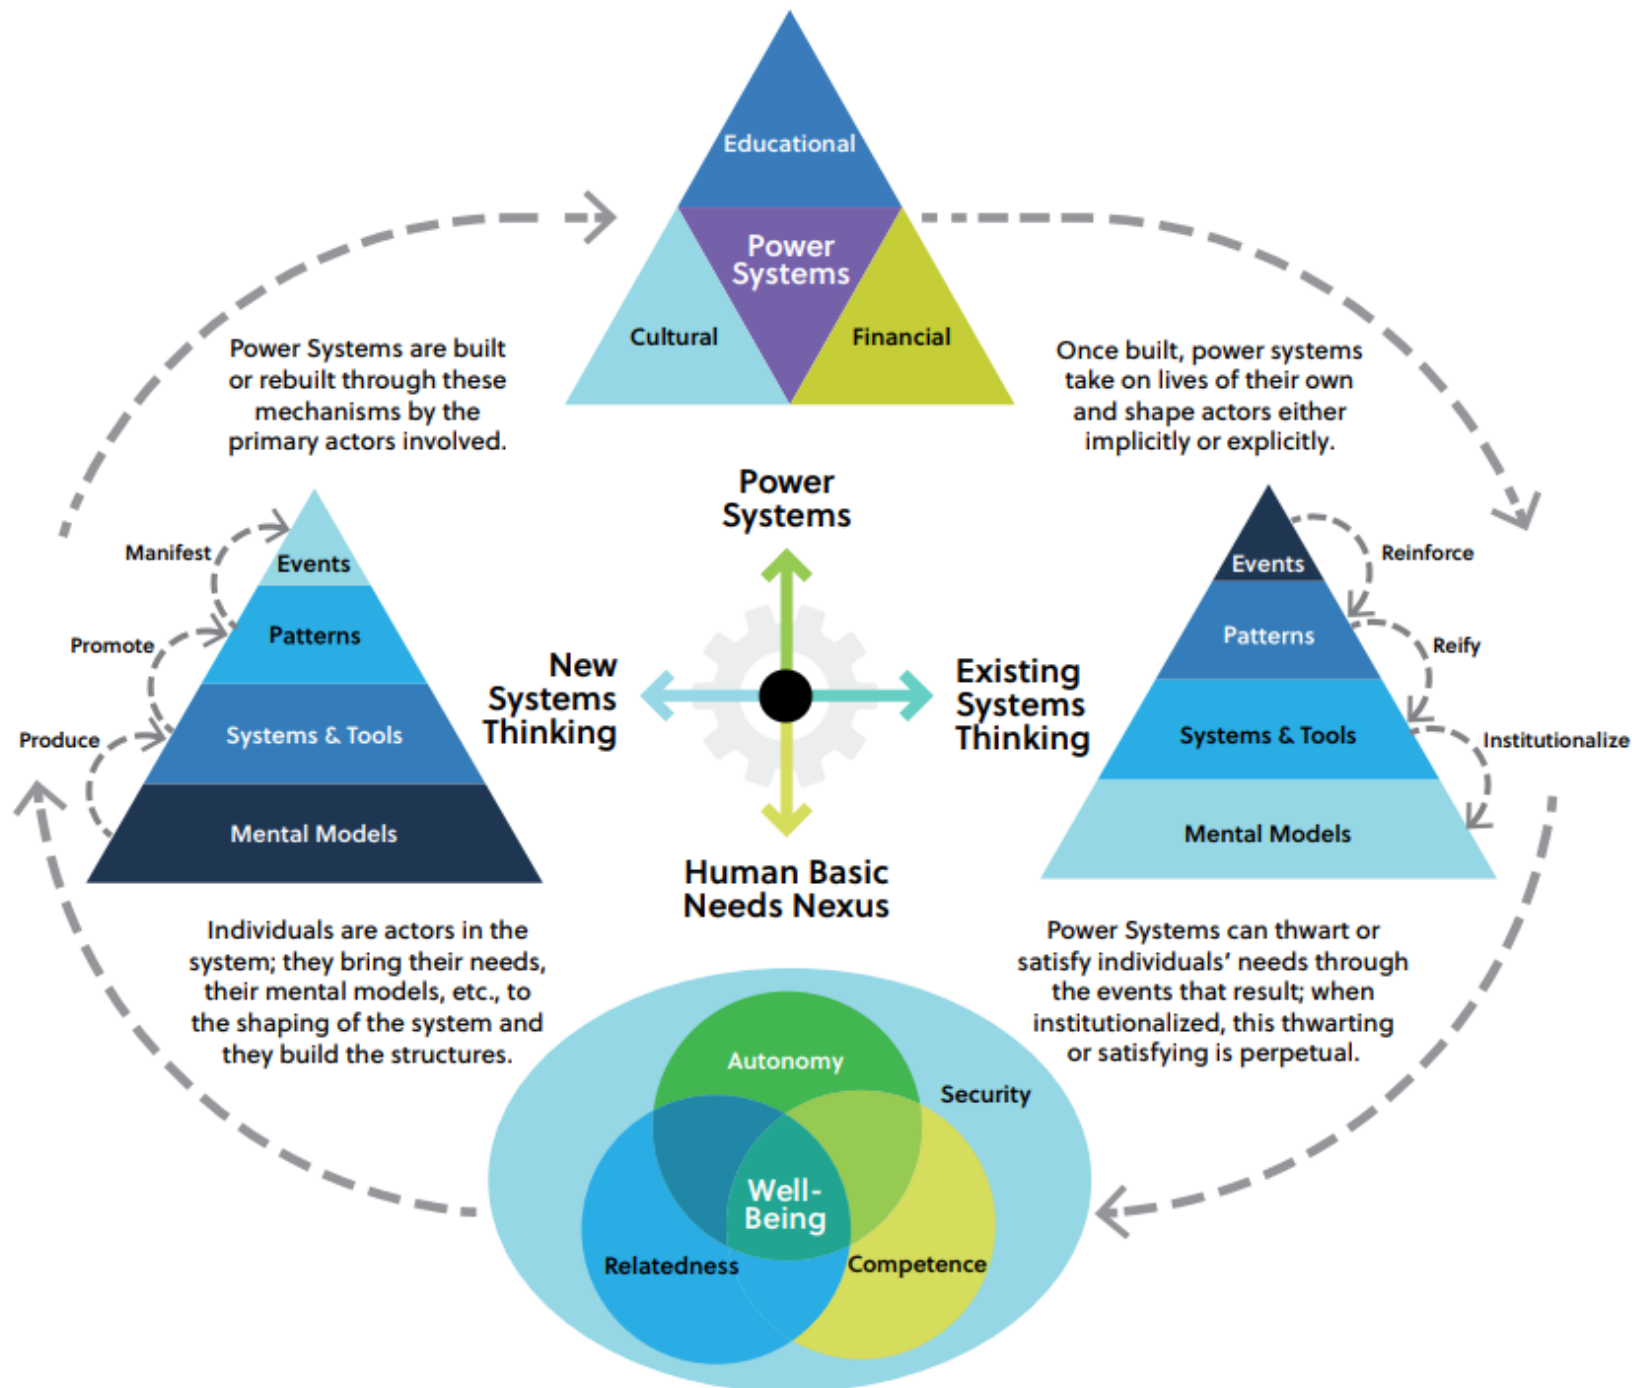 Educational
Power
Systems
Cultural
Financial
Power Systems are built
or rebuilt through these
mechanisms by the
primary actors involved.
Once built, power systems
take on lives of their own
and shape actors either
implicitly or explicitly.
Manifest
Promote
Produce
Events
Patterns
Systems & Tools
Mental Models
Power
Systems
New
Systems
Thinking
Existing
Systems
Thinking
Human Basic
Needs Nexus
Events
Patterns
Systems & Tools
Mental Models
Reinforce
Reify
Institutionalize
Individuals are actors in the
system; they bring their needs,
their mental models, etc., to
the shaping of the system and
they build the structures.
Power Systems can thwart or
satisfy individuals’ needs through
the events that result; when
institutionalized, this thwarting
or satisfying is perpetual.
Autonomy
Security
Well-
Being
Relatedness
Competence